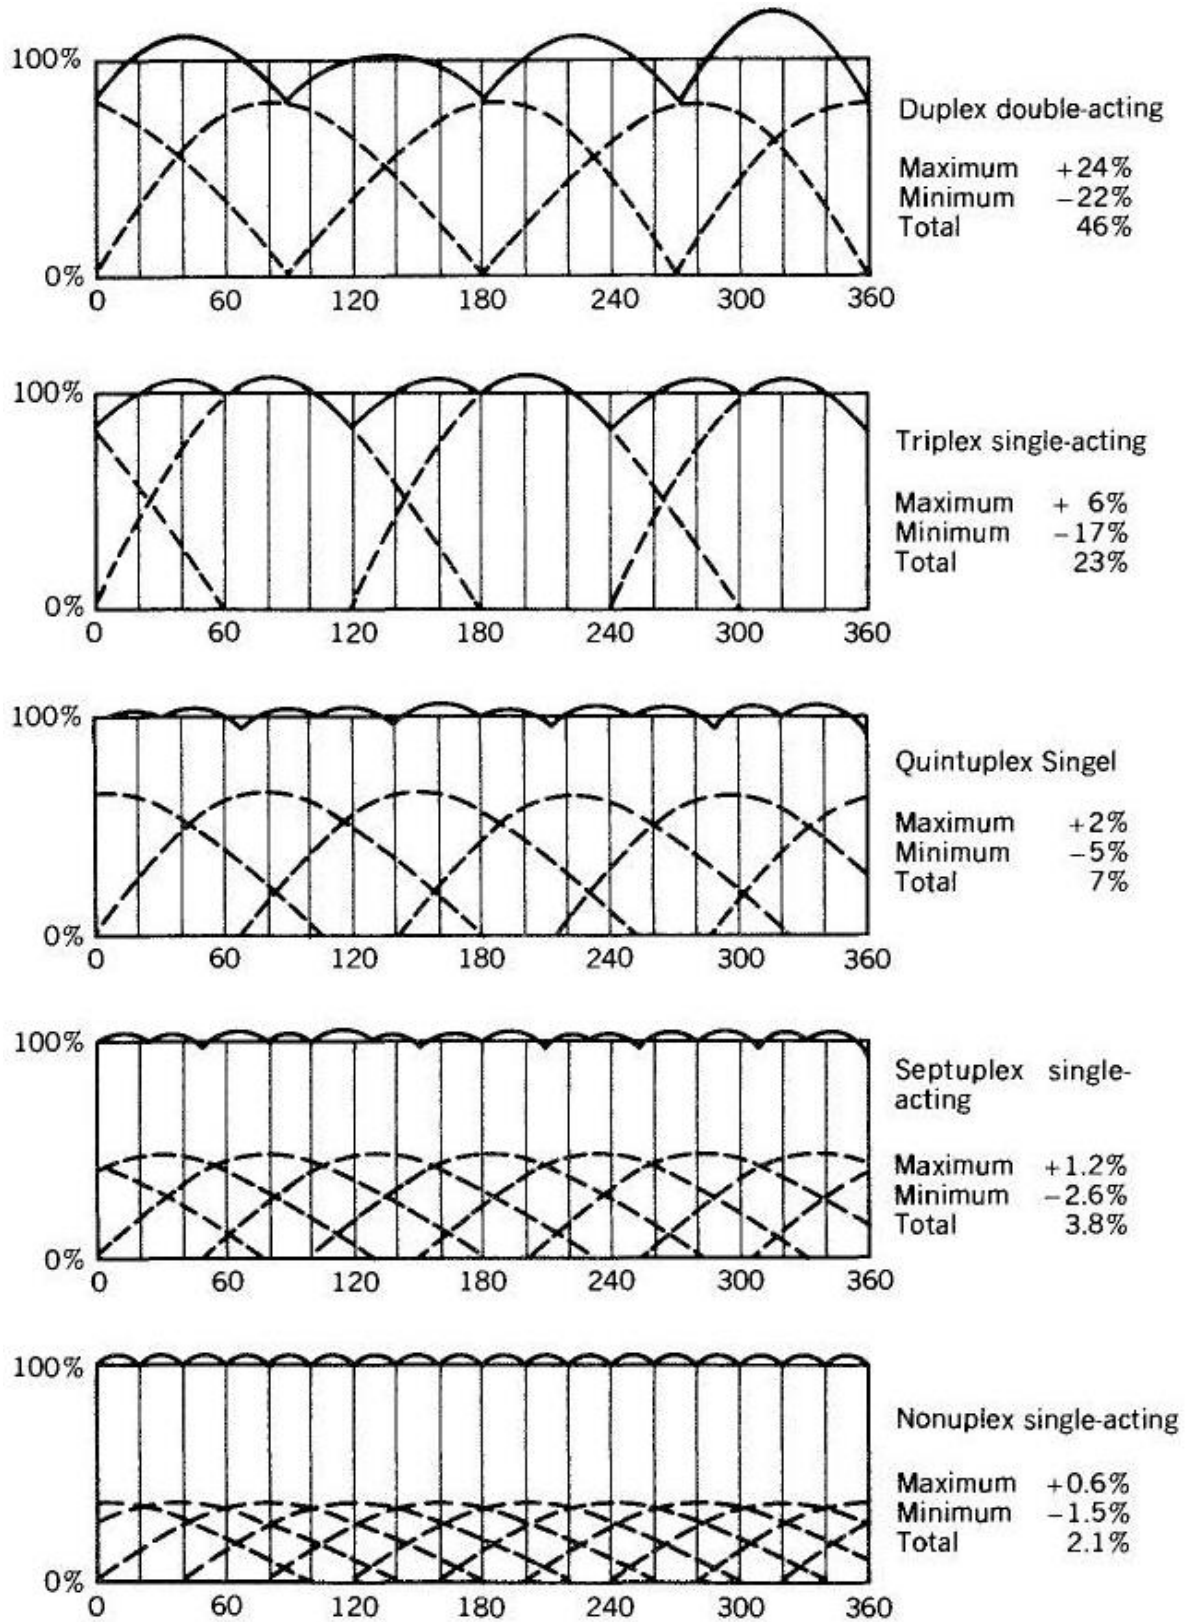 100%
0%
0 60 120 180 240 300 360
Duplex double-acting
Maximum +24%
Minimum −22%
Total 46%
100%
0%
0 60 120 180 240 300 360
Triplex single-acting
Maximum + 6%
Minimum −17%
Total 23%
100%
0%
0 60 120 180 240 300 360
Quintuplex Singel
Maximum +2%
Minimum −5%
Total 7%
100%
0%
0 60 120 180 240 300 360
Septuplex single-
acting
Maximum +1.2%
Minimum −2.6%
Total 3.8%
100%
0%
0 60 120 180 240 300 360
Nonuplex single-acting
Maximum +0.6%
Minimum −1.5%
Total 2.1%